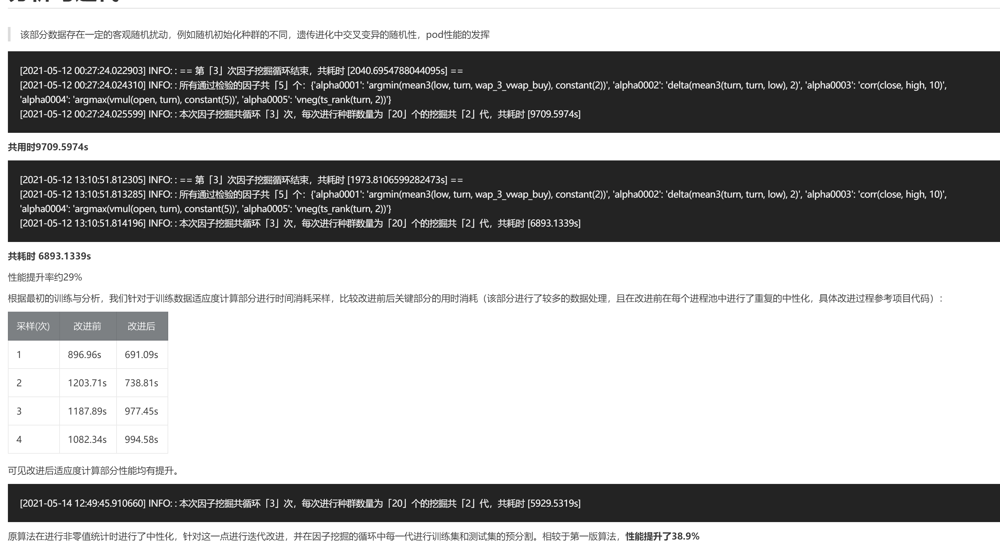 该部分数据存在一定的客观随机扰动，例如随机初始化种群的不同，遗传进化中交叉变异的随机性，pod性能的发挥
[2021-05-12 00:27:24.022903] INFO: : == 第「3」次因子挖掘循环结束，共耗时 [2040.6954788044095s] ==
[2021-05-12 00:27:24.024310] INFO: : 所有通过检验的因子共「5」个：{'alpha0001': 'argmin(mean3(low, turn, wap_3_vwap_buy), constant(2))', 'alpha0002': 'delta(mean3(turn, turn, low), 2)', 'alpha0003': 'corr(close, high, 10)',
'alpha0004': 'argmax(vmul(open, turn), constant(5))', 'alpha0005': 'vneg(ts_rank(turn, 2))'}
[2021-05-12 00:27:24.025599] INFO: : 本次因子挖掘共循环「3」次，每次进行种群数量为「20」个的挖掘共「2」代，共耗时 [9709.5974s]
共用时9709.5974s
[2021-05-12 13:10:51.812305] INFO: : == 第「3」次因子挖掘循环结束，共耗时 [1973.8106599282473s] ==
[2021-05-12 13:10:51.813285] INFO: : 所有通过检验的因子共「5」个：{'alpha0001': 'argmin(mean3(low, turn, wap_3_vwap_buy), constant(2))', 'alpha0002': 'delta(mean3(turn, turn, low), 2)', 'alpha0003': 'corr(close, high, 10)',
'alpha0004': 'argmax(vmul(open, turn), constant(5))', 'alpha0005': 'vneg(ts_rank(turn, 2))'}
[2021-05-12 13:10:51.814196] INFO: : 本次因子挖掘共循环「3」次，每次进行种群数量为「20」个的挖掘共「2」代，共耗时 [6893.1339s]
共耗时 6893.1339s
性能提升率约29%
根据最初的训练与分析，我们针对于训练数据适应度计算部分进行时间消耗采样，比较改进前后关键部分的用时消耗（该部分进行了较多的数据处理，且在改进前在每个进程池中进行了重复的中性化，具体改进过程参考项目代码）：
采样(次) 改进前 改进后
1 896.96s 691.09s
2 1203.71s 738.81s
3 1187.89s 977.45s
4 1082.34s 994.58s
可见改进后适应度计算部分性能均有提升。
[2021-05-14 12:49:45.910660] INFO: : 本次因子挖掘共循环「3」次，每次进行种群数量为「20」个的挖掘共「2」代，共耗时 [5929.5319s]
原算法在进行非零值统计时进行了中性化，针对这一点进行迭代改进，并在因子挖掘的循环中每一代进行训练集和测试集的预分割。相较于第一版算法，性能提升了38.9%